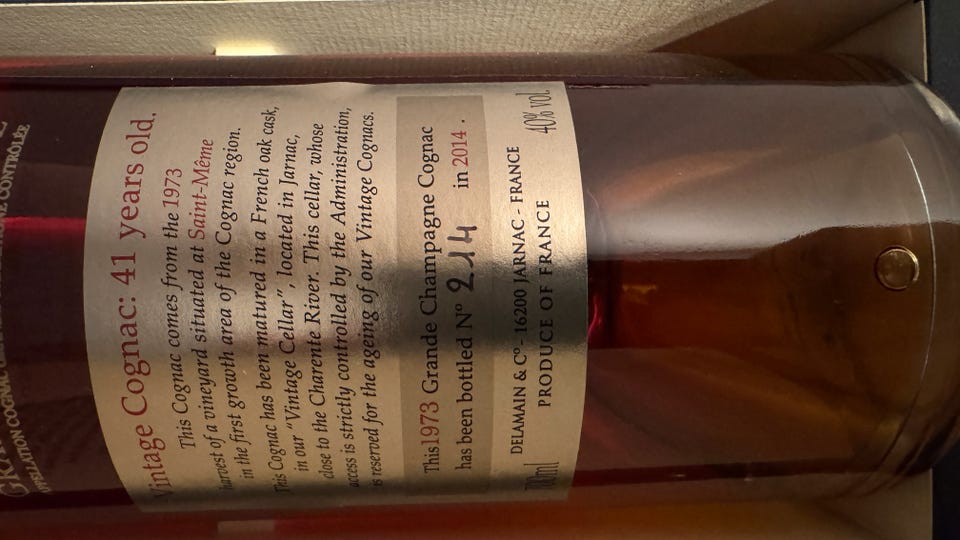 APPELLATION COGNAC CONTRÔLÉE
Vintage Cognac: 41 years old.
This Cognac comes from the 1973
harvest of a vineyard situated at Saint-Même
in the first growth area of the Cognac region.
This Cognac has been matured in a French oak cask,
in our “Vintage Cellar”, located in Jarnac,
close to the Charente River. This cellar, whose
access is strictly controlled by the Administration,
is reserved for the ageing of our Vintage Cognacs.
This 1973 Grande Champagne Cognac
has been bottled N° 214 in 2014 .
DELAMAIN & C° - 16200 JARNAC - FRANCE
700ml PRODUCE OF FRANCE 40% vol.